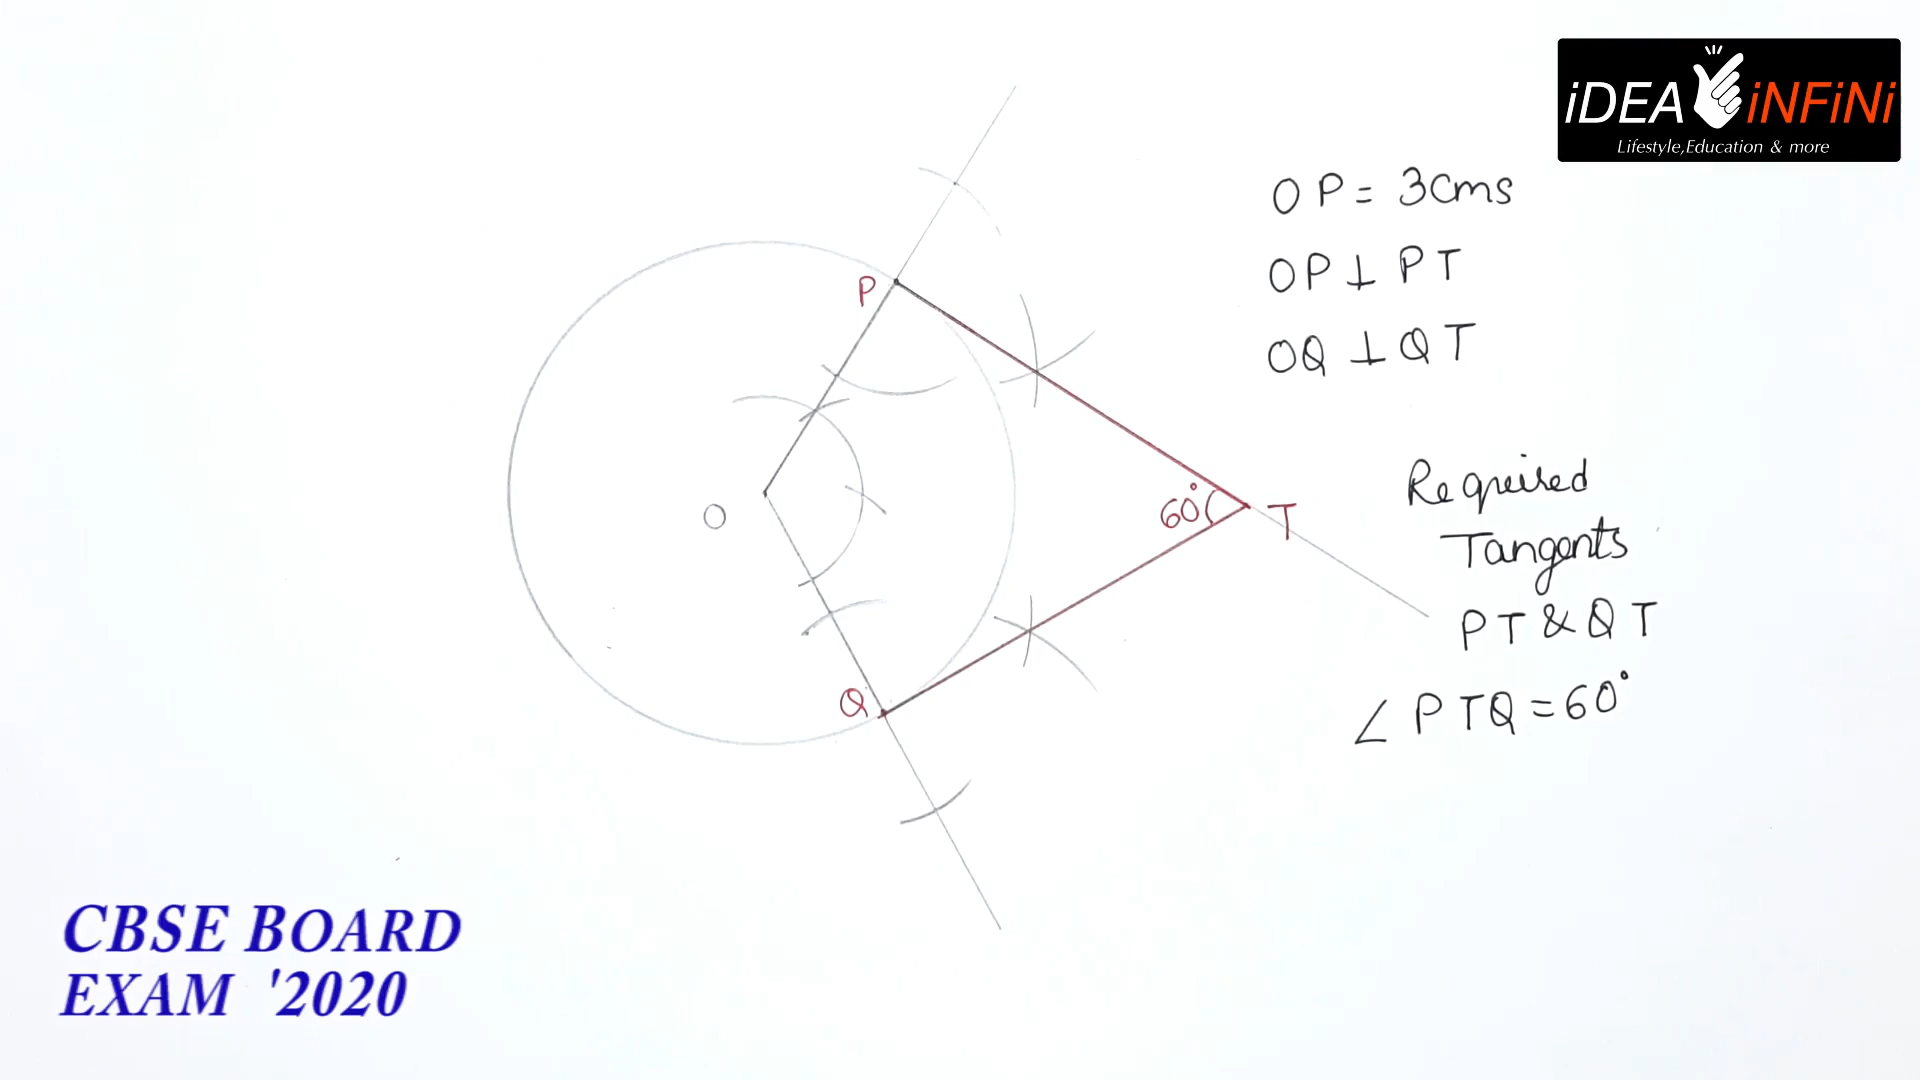 iDEA iNFiNi
Lifestyle,Education & more
OP = 3cms
OP ⊥ PT
OQ ⊥ QT
P
O
60°
T
Q
Required
Tangents
PT & QT
∠ PTQ = 60°
CBSE BOARD
EXAM '2020